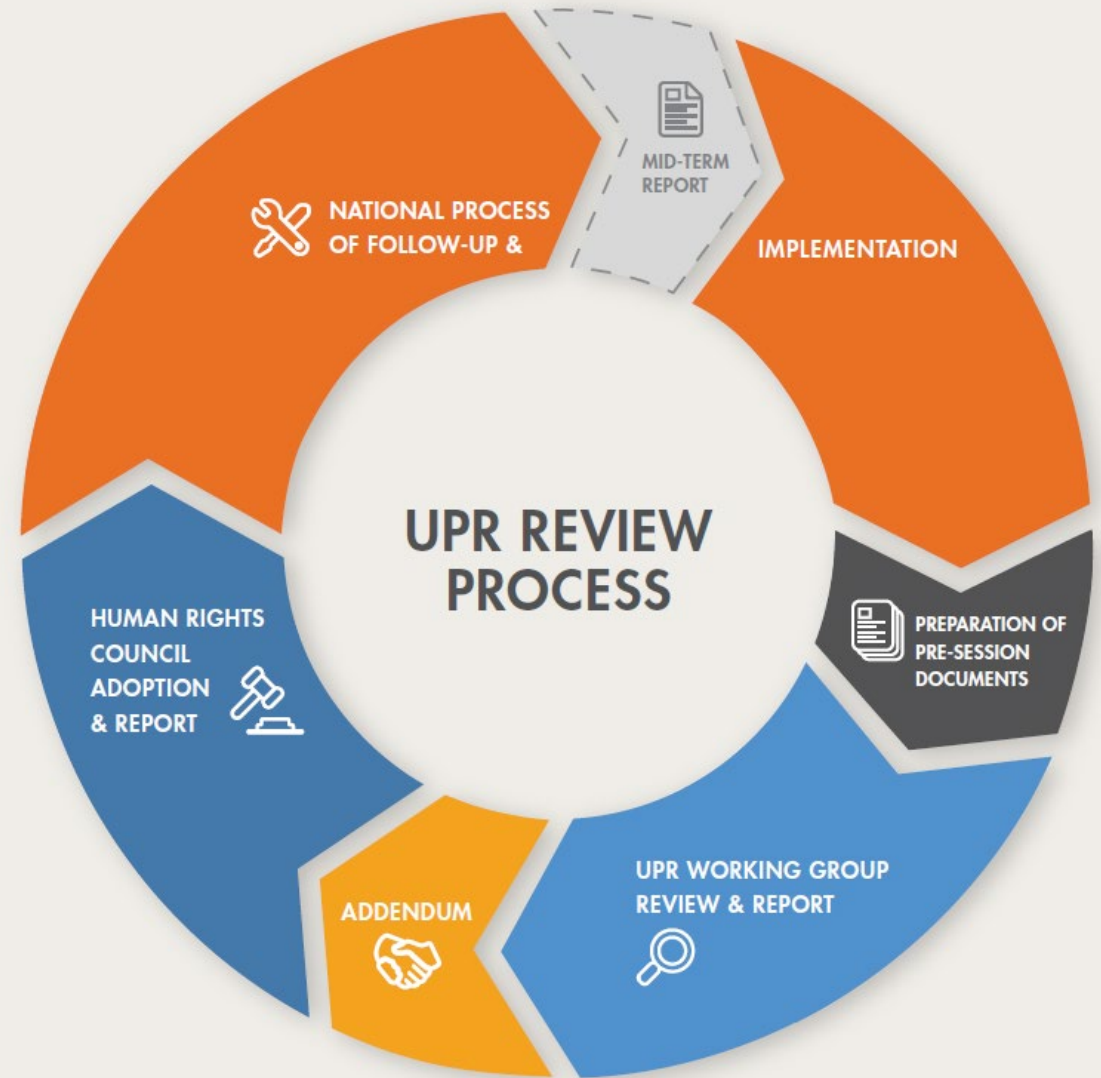 MID-TERM
REPORT
NATIONAL PROCESS
OF FOLLOW-UP &
IMPLEMENTATION
UPR REVIEW
PROCESS
HUMAN RIGHTS
COUNCIL
ADOPTION
& REPORT
PREPARATION OF
PRE-SESSION
DOCUMENTS
UPR WORKING GROUP
REVIEW & REPORT
ADDENDUM